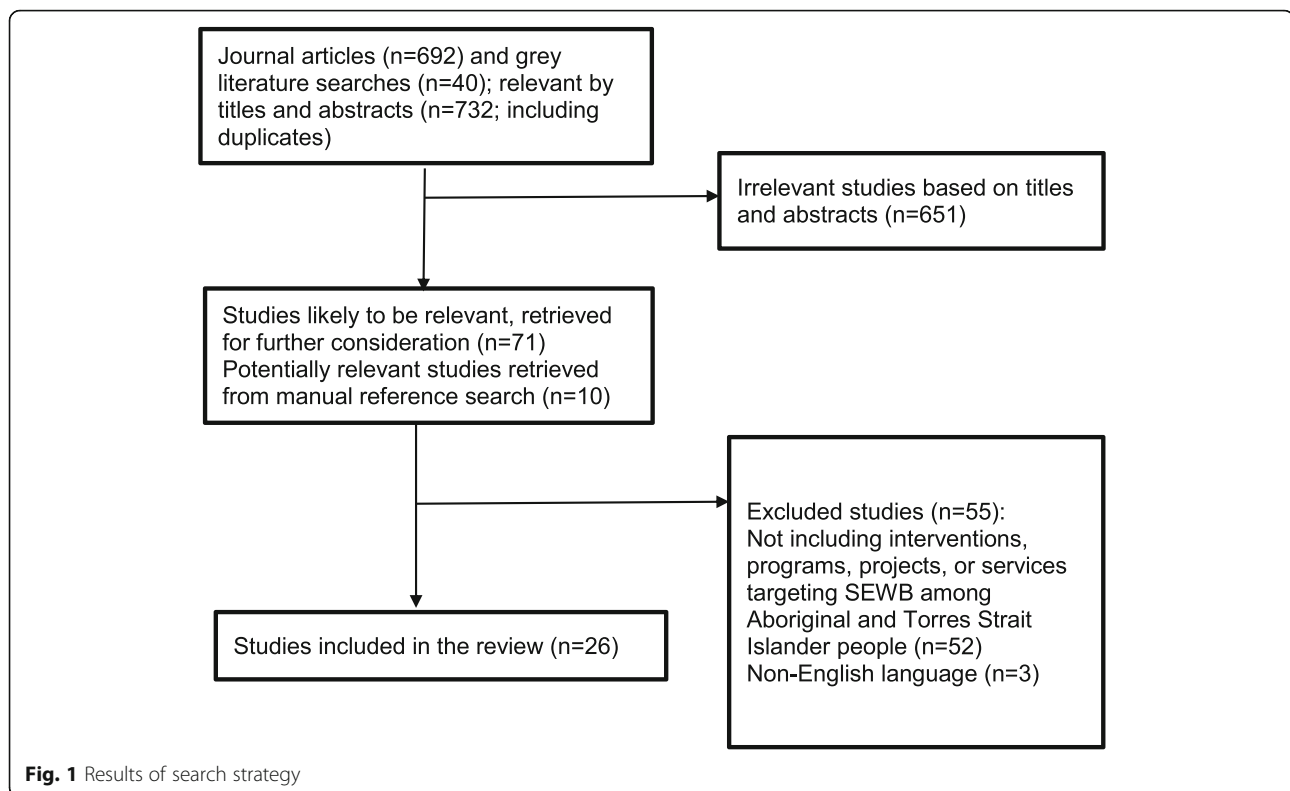 Journal articles (n=692) and grey
literature searches (n=40); relevant by
titles and abstracts (n=732; including
duplicates)
Irrelevant studies based on titles
and abstracts (n=651)
Studies likely to be relevant, retrieved
for further consideration (n=71)
Potentially relevant studies retrieved
from manual reference search (n=10)
Excluded studies (n=55):
Not including interventions,
programs, projects, or services
targeting SEWB among
Aboriginal and Torres Strait
Islander people (n=52)
Non-English language (n=3)
Studies included in the review (n=26)
Fig. 1 Results of search strategy